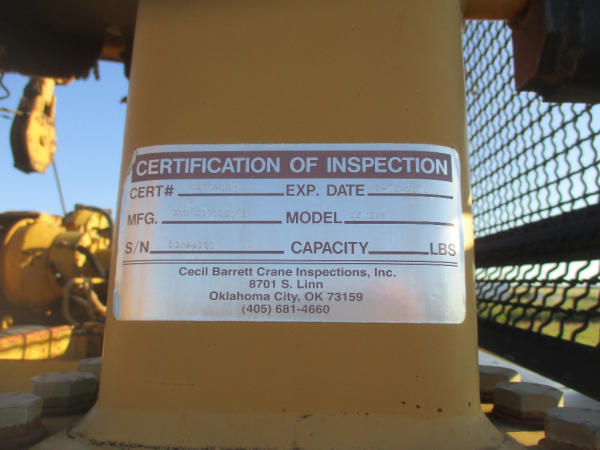 CERTIFICATION OF INSPECTION
CERT# EXP. DATE
MFG. MODEL
S/N CAPACITY LBS
Cecil Barrett Crane Inspections, Inc.
8701 S. Linn
Oklahoma City, OK 73159
(405) 681-4660